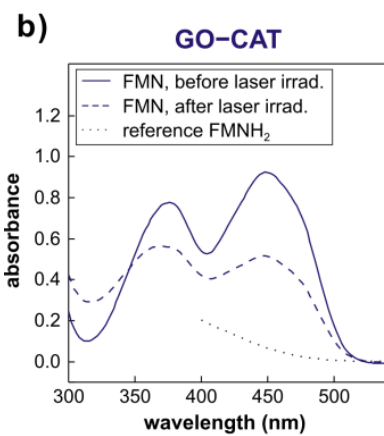 b)
GO−CAT
FMN, before laser irrad.
FMN, after laser irrad.
reference FMNH₂
absorbance
1.2
1.0
0.8
0.6
0.4
0.2
0.0
300 350 400 450 500
wavelength (nm)